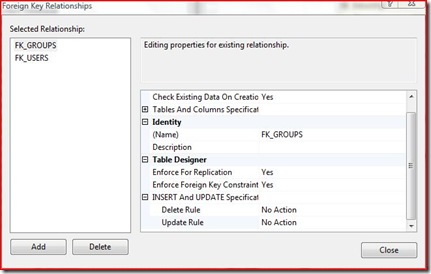 Foreign Key Relationships
Selected Relationship:
FK_GROUPS
FK_USERS
Editing properties for existing relationship.
Check Existing Data On Creatio Yes
Tables And Columns Specificat
Identity
(Name) FK_GROUPS
Description
Table Designer
Enforce For Replication Yes
Enforce Foreign Key Constraint Yes
INSERT And UPDATE Specificat
Delete Rule No Action
Update Rule No Action
Add Delete
Close